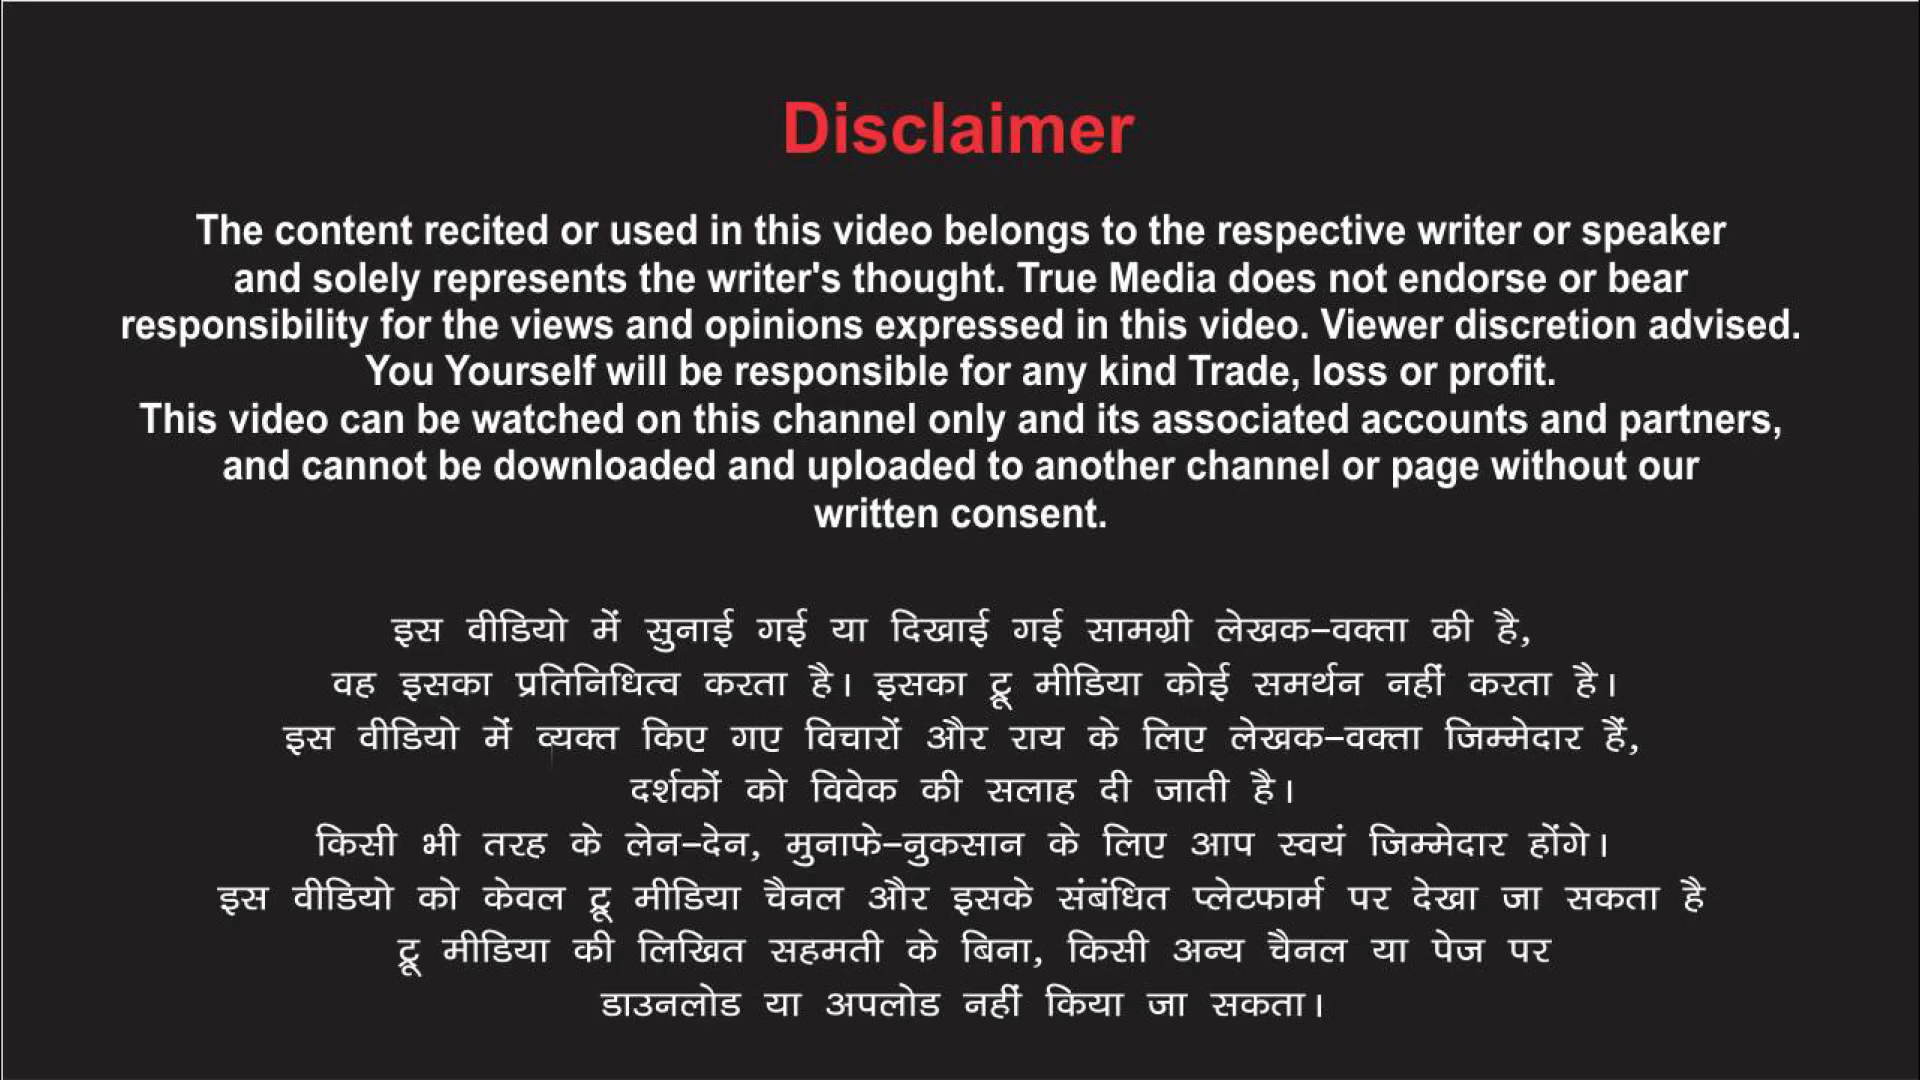 Disclaimer
The content recited or used in this video belongs to the respective writer or speaker
and solely represents the writer's thought. True Media does not endorse or bear
responsibility for the views and opinions expressed in this video. Viewer discretion advised.
You Yourself will be responsible for any kind Trade, loss or profit.
This video can be watched on this channel only and its associated accounts and partners,
and cannot be downloaded and uploaded to another channel or page without our
written consent.
इस वीडियो में सुनाई गई या दिखाई गई सामग्री लेखक–वक्ता की है,
वह इसका प्रतिनिधित्व करता है। इसका ट्रू मीडिया कोई समर्थन नहीं करता है।
इस वीडियो में व्यक्त किए गए विचारों और राय के लिए लेखक–वक्ता जिम्मेदार हैं,
दर्शकों को विवेक की सलाह दी जाती है।
किसी भी तरह के लेन–देन, मुनाफे–नुकसान के लिए आप स्वयं जिम्मेदार होंगे।
इस वीडियो को केवल ट्रू मीडिया चैनल और इसके संबंधित प्लेटफार्म पर देखा जा सकता है
ट्रू मीडिया की लिखित सहमती के बिना, किसी अन्य चैनल या पेज पर
डाउनलोड या अपलोड नहीं किया जा सकता।